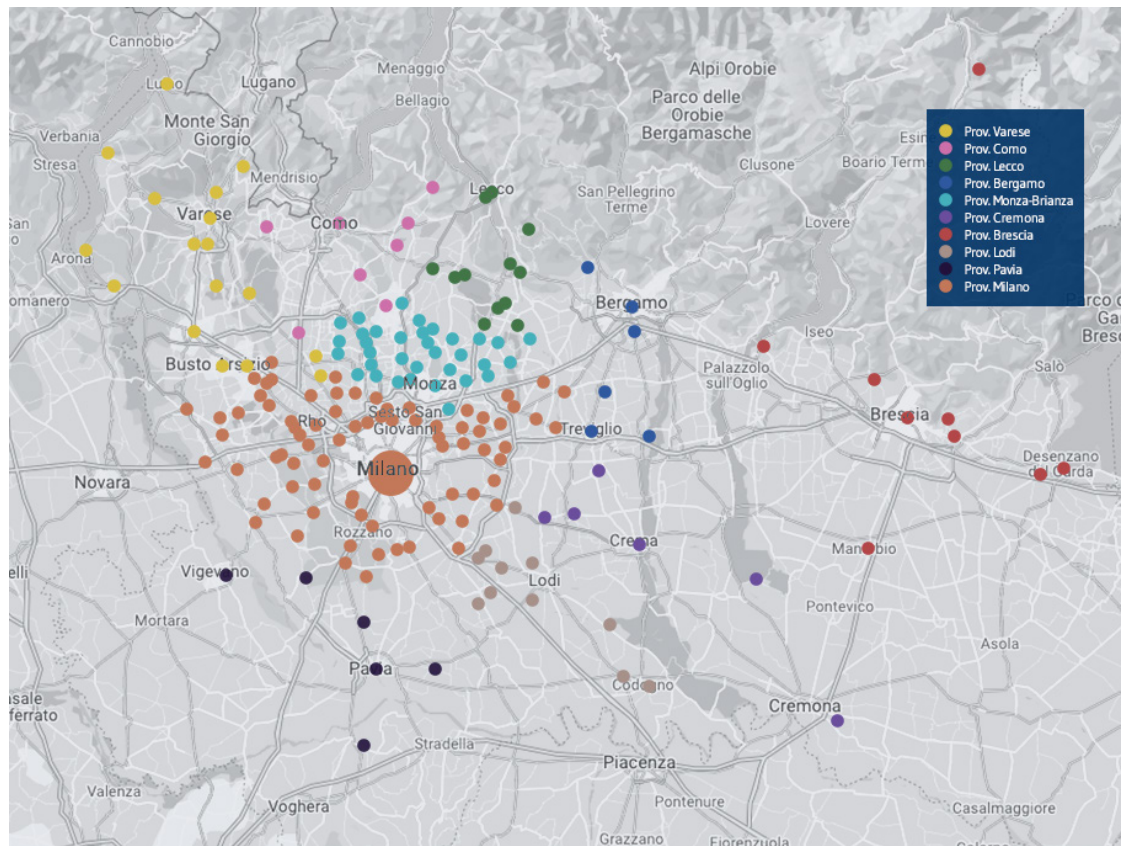 Cannobio
Luino
Lugano
Menaggio
Alpi Orobie
Bellagio
Parco delle
Orobie
Bergamasche
Monte San
Giorgio
Verbania
Stresa
Mendrisio
Lecco
San Pellegrino
Terme
Clusone
Boario Terme
Lovere
Varese
Como
San
Arona
Bergamo
Iseo
Busto Arsizio
Monza
Palazzolo
sull'Oglio
Salò
Rho
Sesto San
Giovanni
Treviglio
Brescia
Desenzano
del Garda
Milano
Novara
Rozzano
Crema
Manerbio
Vigevano
Lodi
Pontevico
Mortara
Asola
Pavia
Codogno
Cremona
Stradella
Piacenza
Valenza
Voghera
Pontenure
Casalmaggiore
Grazzano
Fiorenzuola
Prov. Varese
Prov. Como
Prov. Lecco
Prov. Bergamo
Prov. Monza-Brianza
Prov. Cremona
Prov. Brescia
Prov. Lodi
Prov. Pavia
Prov. Milano